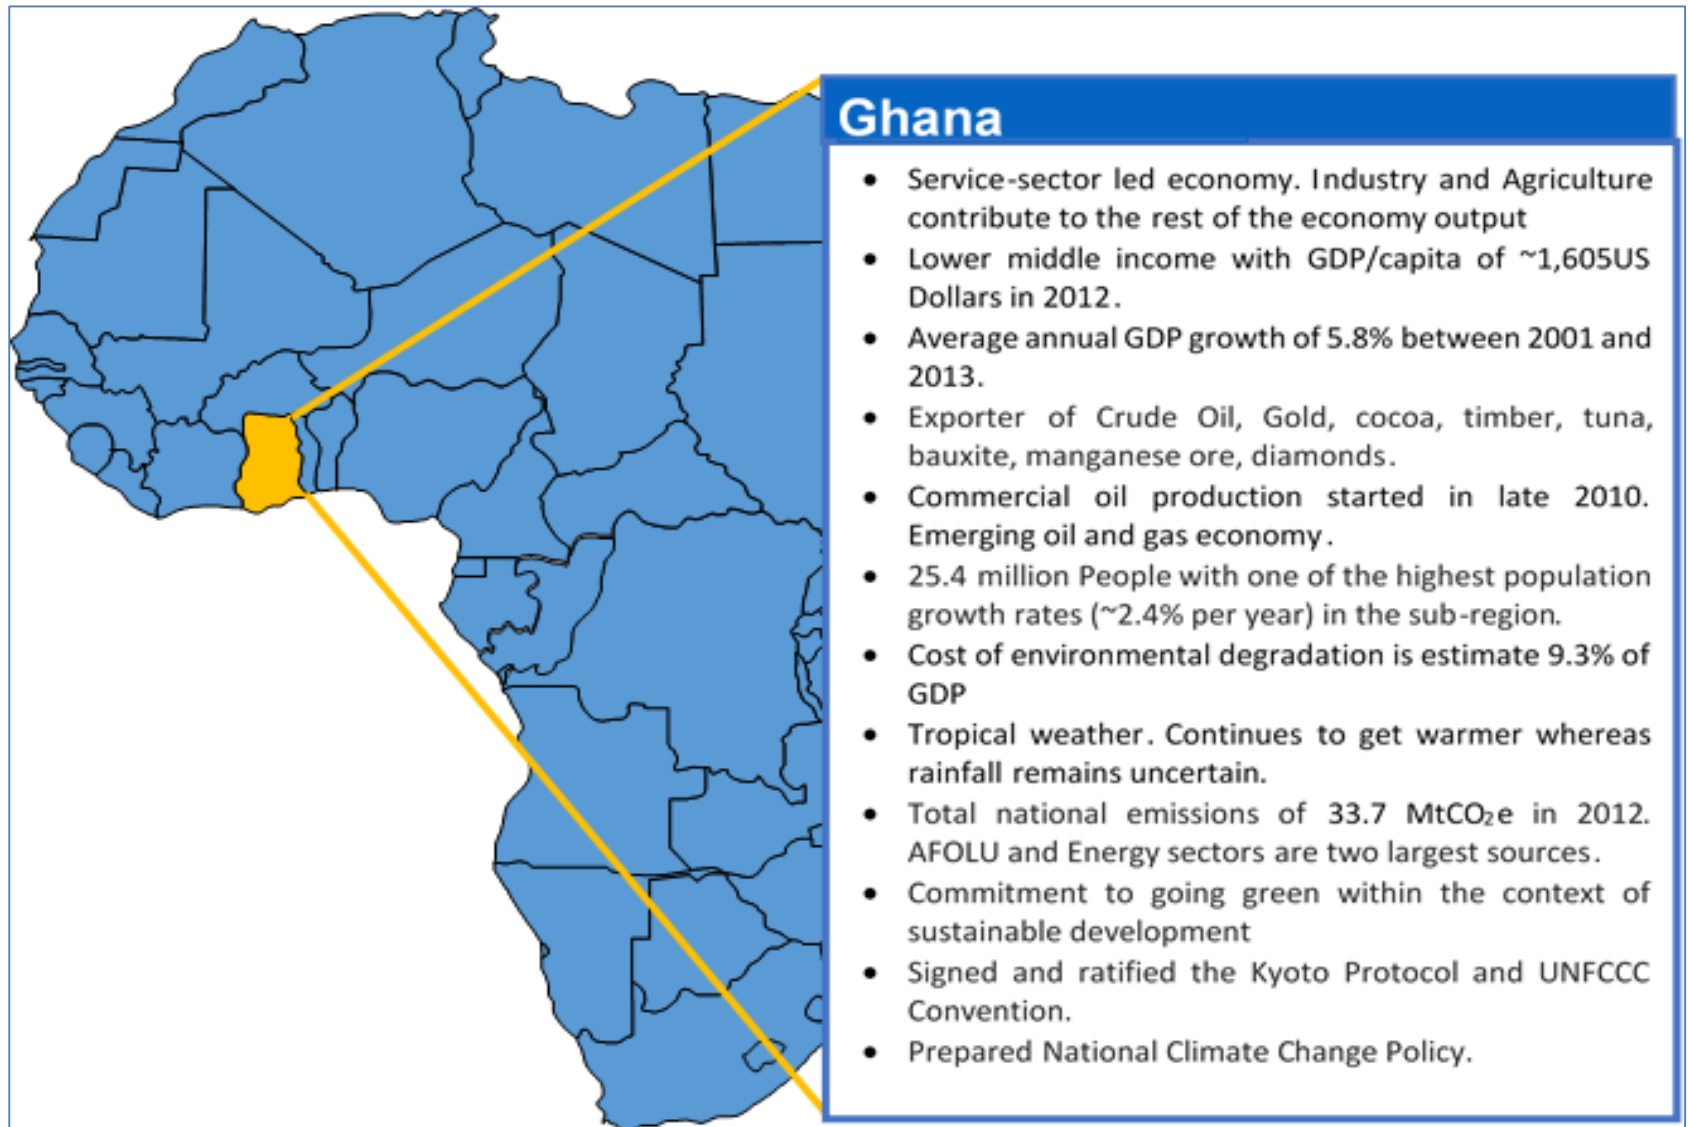 Ghana
• Service-sector led economy. Industry and Agriculture
contribute to the rest of the economy output
• Lower middle income with GDP/capita of ~1,605US
Dollars in 2012.
• Average annual GDP growth of 5.8% between 2001 and
2013.
• Exporter of Crude Oil, Gold, cocoa, timber, tuna,
bauxite, manganese ore, diamonds.
• Commercial oil production started in late 2010.
Emerging oil and gas economy.
• 25.4 million People with one of the highest population
growth rates (~2.4% per year) in the sub-region.
• Cost of environmental degradation is estimate 9.3% of
GDP
• Tropical weather. Continues to get warmer whereas
rainfall remains uncertain.
• Total national emissions of 33.7 MtCO₂e in 2012.
AFOLU and Energy sectors are two largest sources.
• Commitment to going green within the context of
sustainable development
• Signed and ratified the Kyoto Protocol and UNFCCC
Convention.
• Prepared National Climate Change Policy.